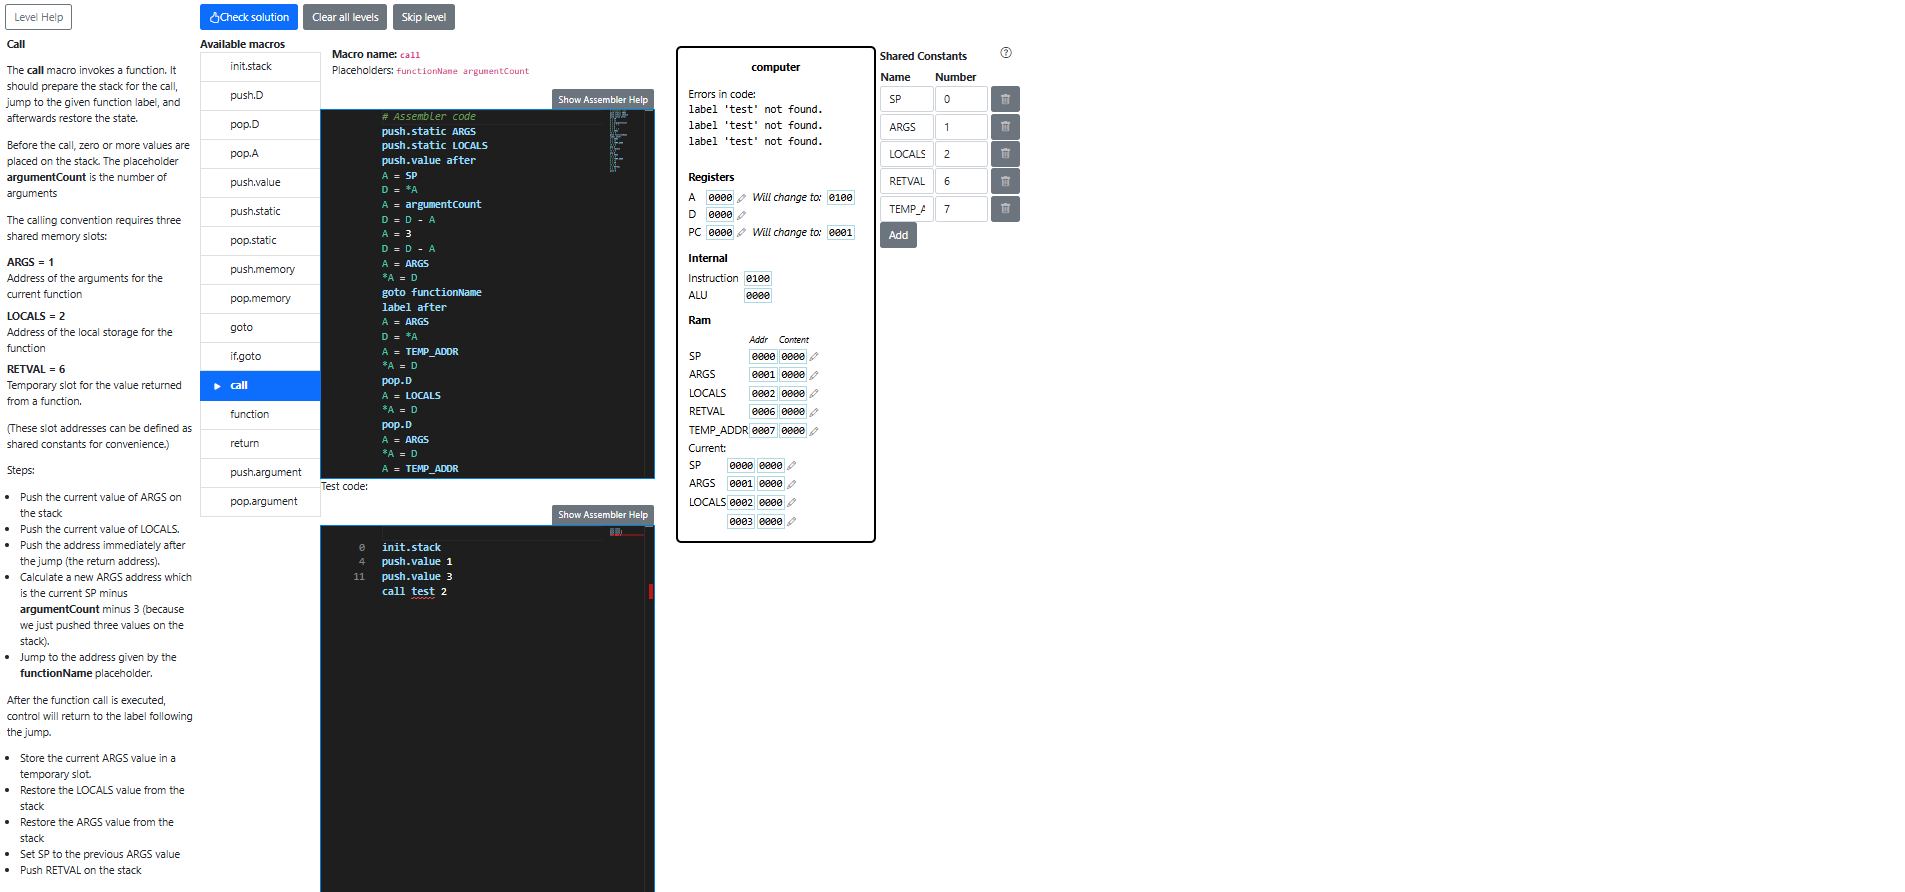 Level Help
Call
The call macro invokes a function. It
should prepare the stack for the call,
jump to the given function label, and
afterwards restore the state.
Before the call, zero or more values are
placed on the stack. The placeholder
argumentCount is the number of
arguments
The calling convention requires three
shared memory slots:
ARGS = 1
Address of the arguments for the
current function
LOCALS = 2
Address of the local storage for the
function
RETVAL = 6
Temporary slot for the value returned
from a function.
(These slot addresses can be defined as
shared constants for convenience.)
Steps:
Push the current value of ARGS on
the stack
Push the current value of LOCALS.
Push the address immediately after
the jump (the return address).
Calculate a new ARGS address which
is the current SP minus
argumentCount minus 3 (because
we just pushed three values on the
stack).
Jump to the address given by the
functionName placeholder.
After the function call is executed,
control will return to the label following
the jump.
Store the current ARGS value in a
temporary slot.
Restore the LOCALS value from the
stack
Restore the ARGS value from the
stack
Set SP to the previous ARGS value
Push RETVAL on the stack
Check solution
Clear all levels
Skip level
Available macros
init.stack
push.D
pop.D
pop.A
push.value
push.static
pop.static
push.memory
pop.memory
goto
if.goto
call
function
return
push.argument
pop.argument
Macro name: call
Placeholders: functionName argumentCount
Show Assembler Help
# Assembler code
push.static ARGS
push.static LOCALS
push.value after
A = SP
D = *A
A = argumentCount
D = D - A
A = 3
D = D - A
A = ARGS
*A = D
goto functionName
label after
A = ARGS
D = *A
A = TEMP_ADDR
*A = D
pop.D
A = LOCALS
*A = D
pop.D
A = ARGS
*A = D
A = TEMP_ADDR
Test code:
Show Assembler Help
0 init.stack
4 push.value 1
11 push.value 3
call test 2
computer
Errors in code:
label 'test' not found.
label 'test' not found.
label 'test' not found.
Registers
A 0000 Will change to: 0100
D 0000
PC 0000 Will change to: 0001
Internal
Instruction 0100
ALU 0000
Ram
Addr Content
SP 0000 0000
ARGS 0001 0000
LOCALS 0002 0000
RETVAL 0006 0000
TEMP_ADDR 0007 0000
Current:
SP 0000 0000
ARGS 0001 0000
LOCALS 0002 0000
0003 0000
Shared Constants
Name Number
SP 0
ARGS 1
LOCALS 2
RETVAL 6
TEMP_A 7
Add